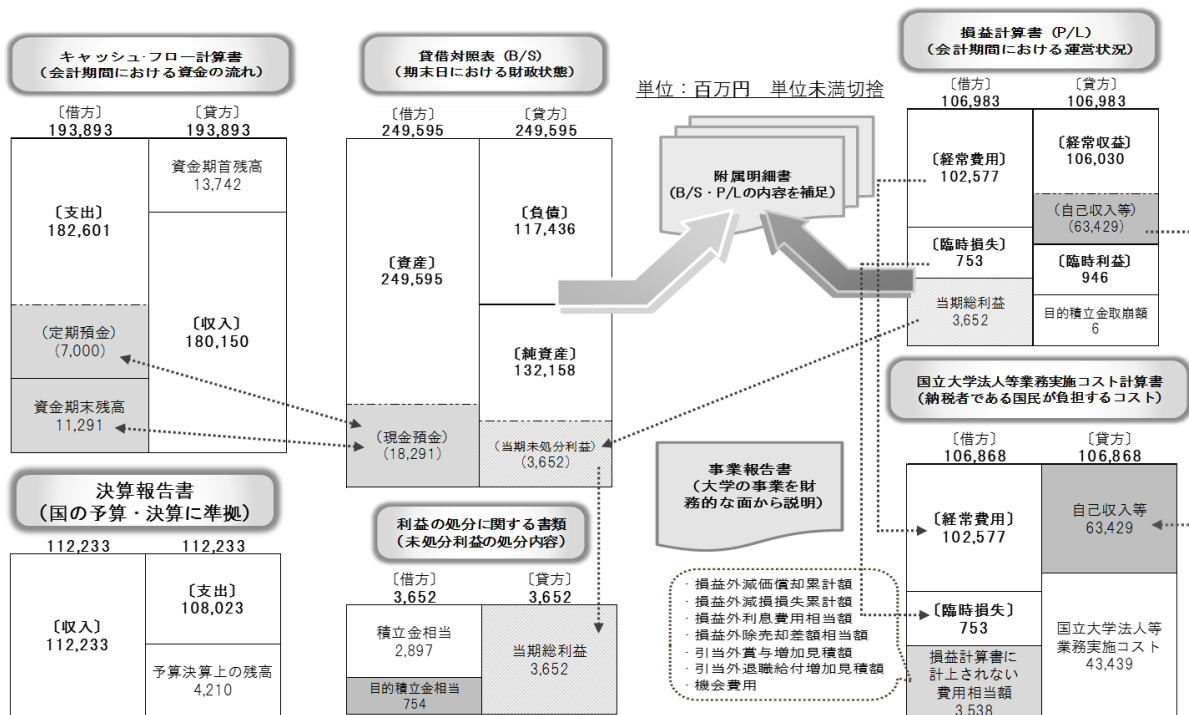 キャッシュ・フロー計算書
(会計期間における資金の流れ)
〔借方〕
193,893
〔貸方〕
193,893
〔支出〕
182,601
(定期預金)
(7,000)
資金期末残高
11,291
資金期首残高
13,742
〔収入〕
180,150
貸借対照表 (B/S)
(期末日における財政状態)
〔借方〕
249,595
〔貸方〕
249,595
〔資産〕
249,595
(現金預金)
(18,291)
〔負債〕
117,436
〔純資産〕
132,158
(当期未処分利益)
(3,652)
単位：百万円　単位未満切捨
附属明細書
(B/S・P/Lの内容を補足)
損益計算書 (P/L)
(会計期間における運営状況)
〔借方〕
106,983
〔貸方〕
106,983
〔経常費用〕
102,577
〔臨時損失〕
753
当期総利益
3,652
〔経常収益〕
106,030
(自己収入等)
(63,429)
〔臨時利益〕
946
目的積立金取崩額
6
決算報告書
(国の予算・決算に準拠)
112,233
112,233
〔収入〕
112,233
〔支出〕
108,023
予算決算上の残高
4,210
利益の処分に関する書類
(未処分利益の処分内容)
〔借方〕
3,652
〔貸方〕
3,652
積立金相当
2,897
目的積立金相当
754
当期総利益
3,652
事業報告書
(大学の事業を財
務的な面から説明)
・損益外減価償却累計額
・損益外減損損失累計額
・損益外利息費用相当額
・損益外除売却差額相当額
・引当外賞与増加見積額
・引当外退職給付増加見積額
・機会費用
国立大学法人等業務実施コスト計算書
(納税者である国民が負担するコスト)
〔借方〕
106,868
〔貸方〕
106,868
〔経常費用〕
102,577
〔臨時損失〕
753
損益計算書に
計上されない
費用相当額
3,538
自己収入等
63,429
国立大学法人等
業務実施コスト
43,439